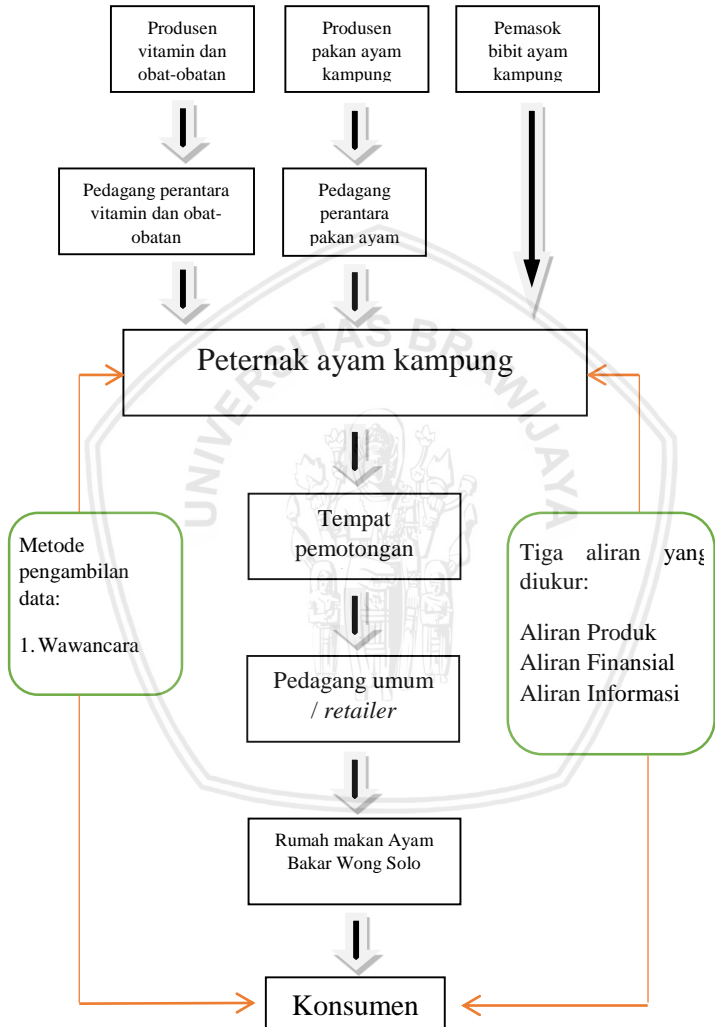 Produsen
vitamin dan
obat-obatan
Produsen
pakan ayam
kampung
Pemasok
bibit ayam
kampung
Pedagang perantara
vitamin dan obat-
obatan
Pedagang
perantara
pakan ayam
UNIVERSITAS BRAWIJAYA
Peternak ayam kampung
Tempat
pemotongan
Metode
pengambilan
data:
1. Wawancara
Tiga aliran yang
diukur:
Aliran Produk
Aliran Finansial
Aliran Informasi
Pedagang umum
/ retailer
Rumah makan Ayam
Bakar Wong Solo
Konsumen